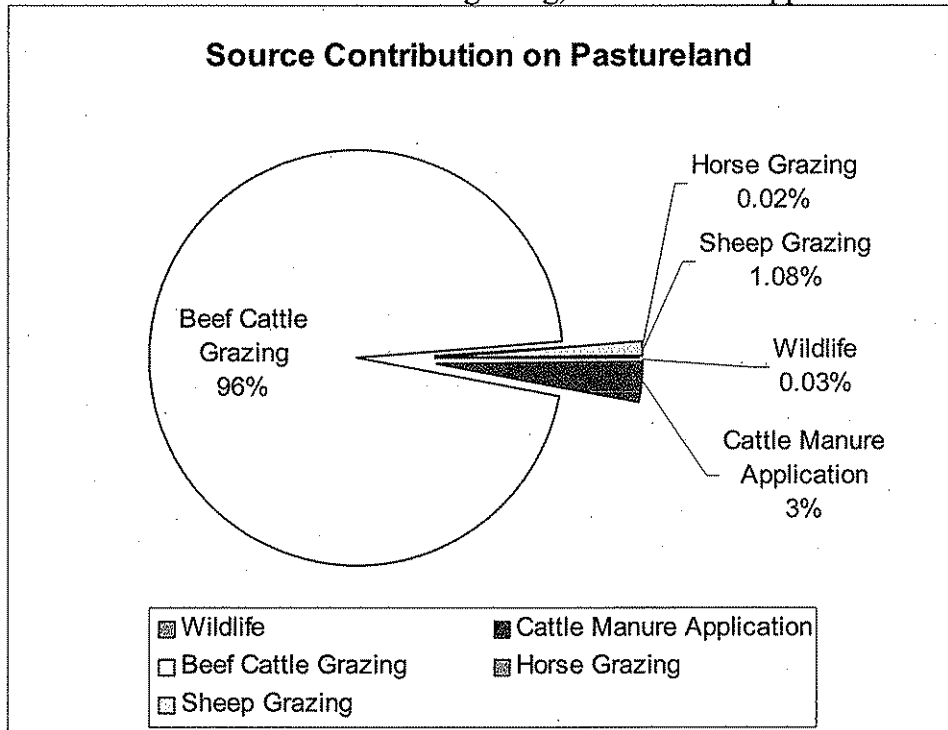 Source Contribution on Pastureland
Horse Grazing
0.02%
Sheep Grazing
1.08%
Beef Cattle
Grazing
96%
Wildlife
0.03%
Cattle Manure
Application
3%
Wildlife
Cattle Manure Application
Beef Cattle Grazing
Horse Grazing
Sheep Grazing